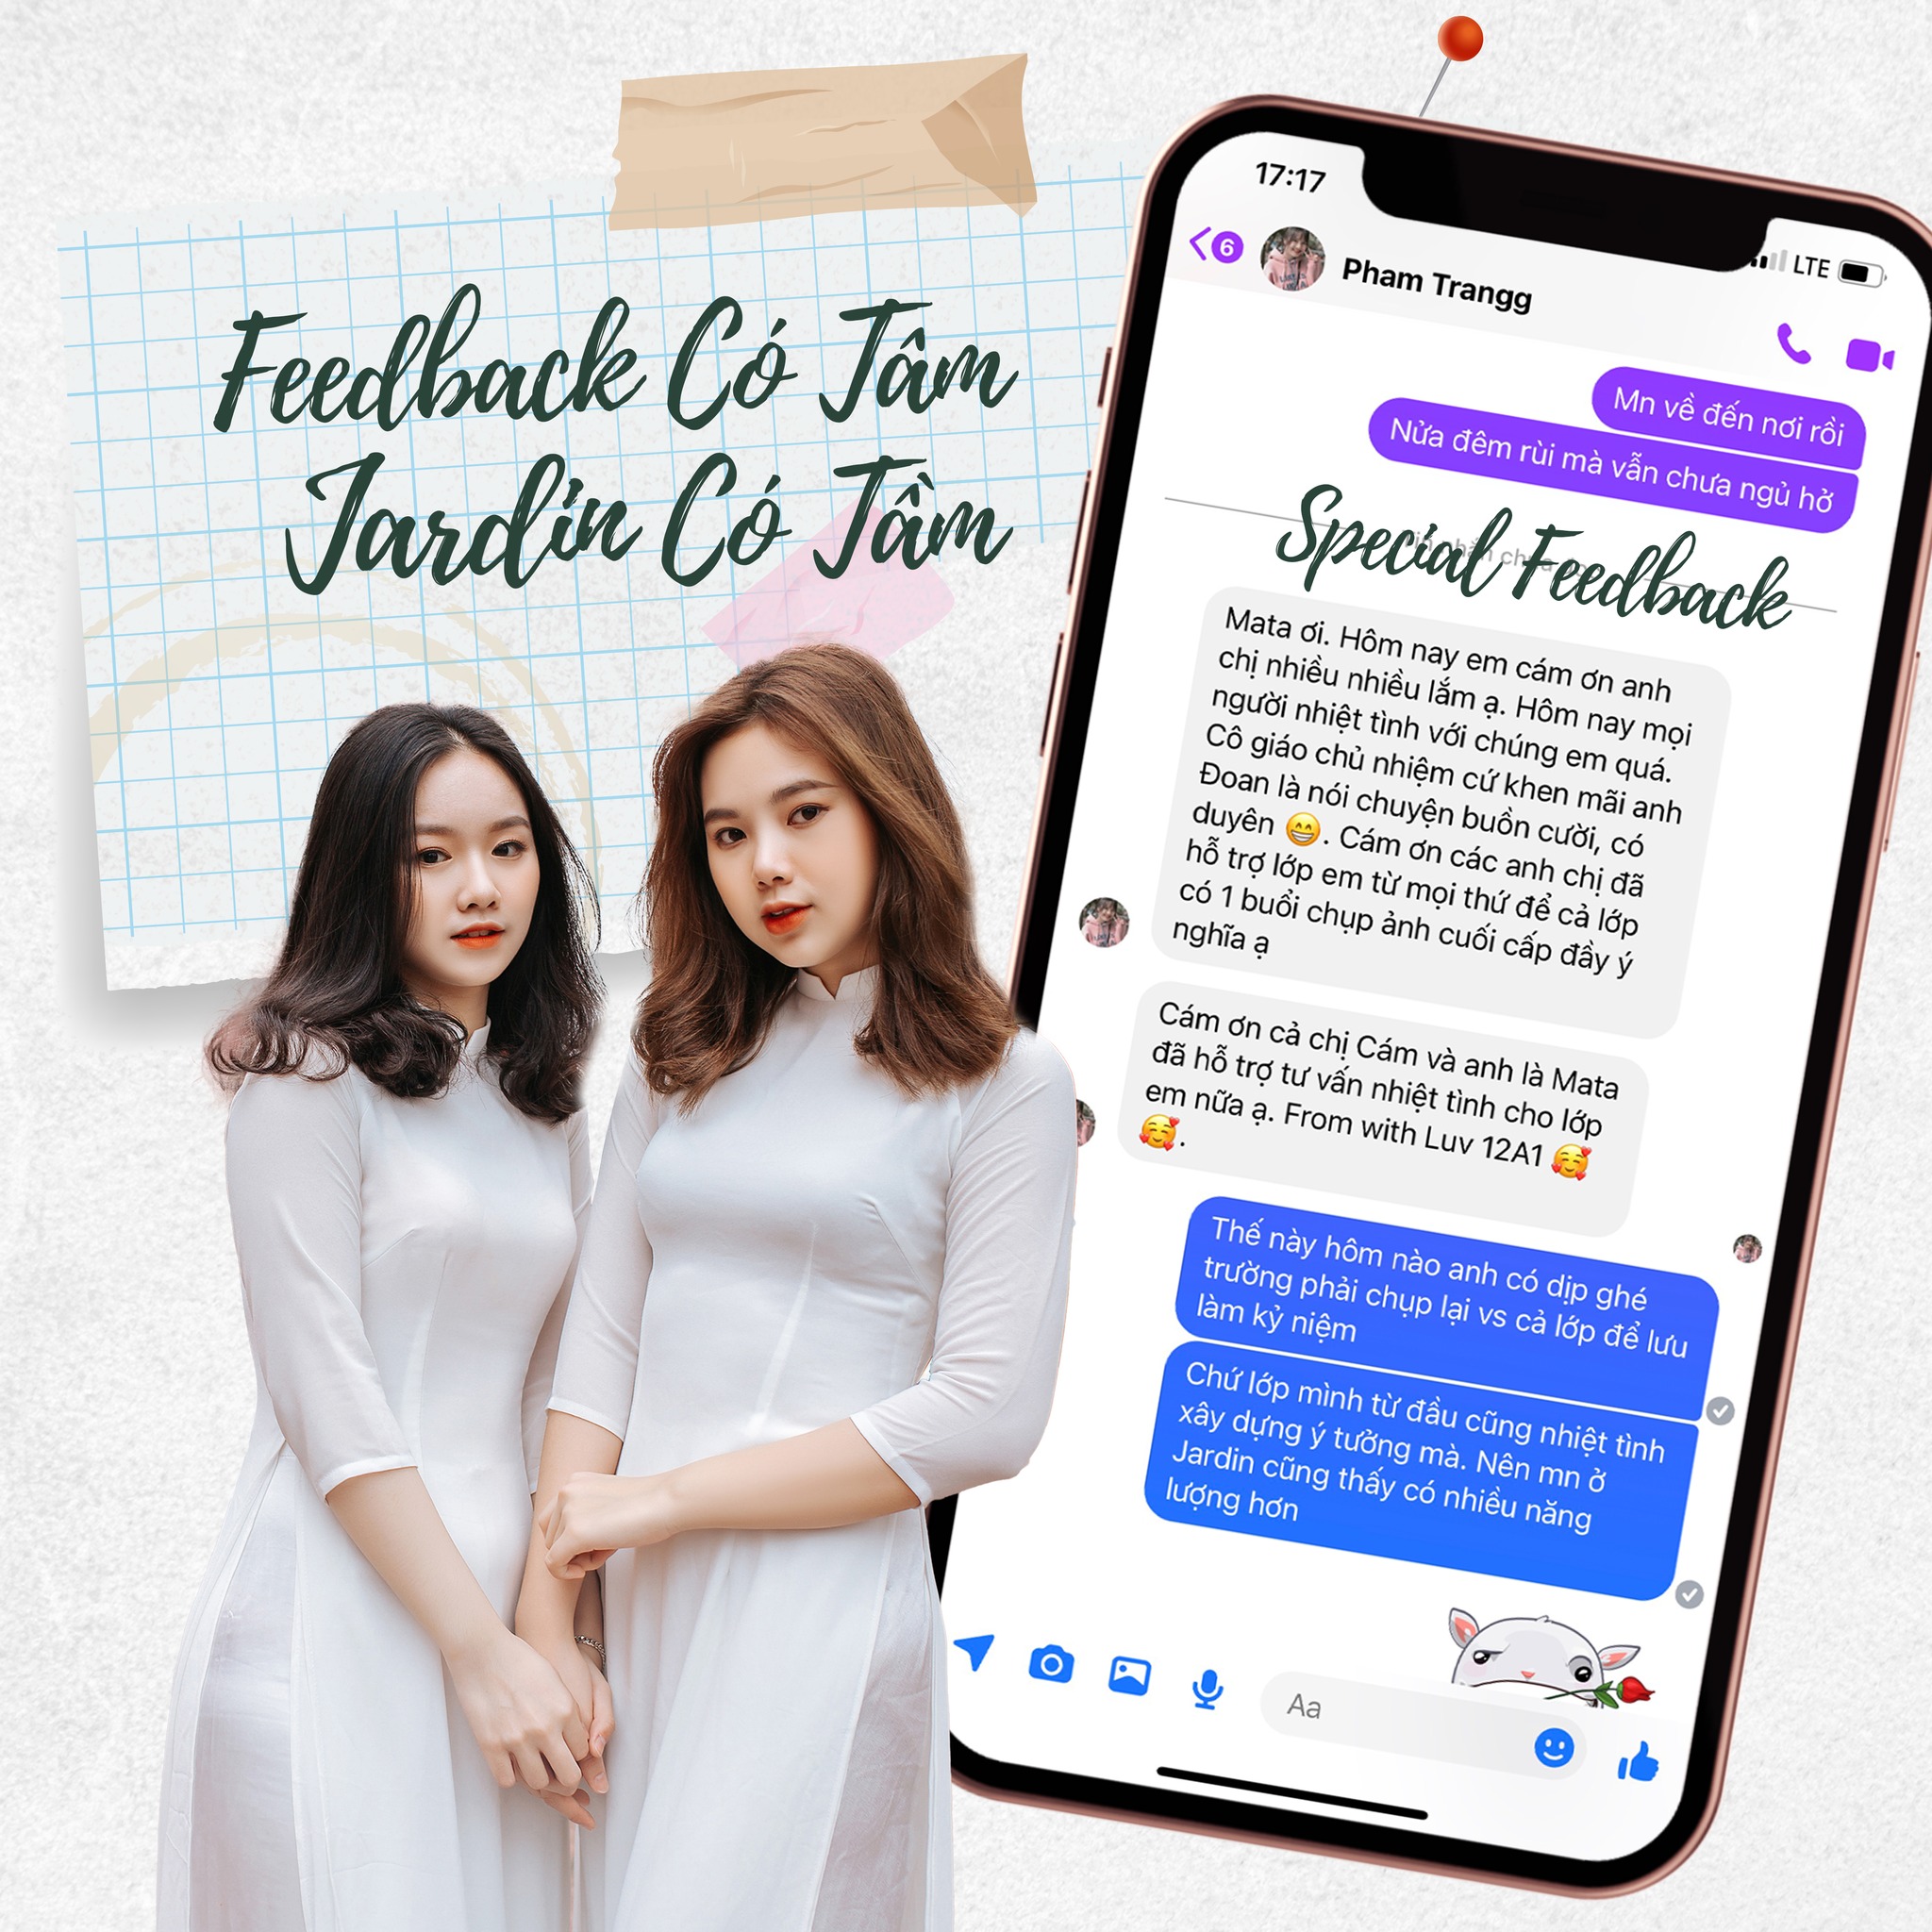 Feedback Có Tâm
Jardin Có Tầm
17:17
LTE
6
Pham Trangg
Mn về đến nơi rồi
Nửa đêm rùi mà vẫn chưa ngủ hở
Special Feedback
Mata ơi. Hôm nay em cám ơn anh
chị nhiều nhiều lắm ạ. Hôm nay mọi
người nhiệt tình với chúng em quá.
Cô giáo chủ nhiệm cứ khen mãi anh
Đoan là nói chuyện buồn cười, có
duyên 😁. Cám ơn các anh chị đã
hỗ trợ lớp em từ mọi thứ để cả lớp
có 1 buổi chụp ảnh cuối cấp đầy ý
nghĩa ạ
Cám ơn cả chị Cám và anh là Mata
đã hỗ trợ tư vấn nhiệt tình cho lớp
em nữa ạ. From with Luv 12A1 🥰
🥰.
Thế này hôm nào anh có dịp ghé
trường phải chụp lại vs cả lớp để lưu
làm kỷ niệm
Chứ lớp mình từ đầu cũng nhiệt tình
xây dựng ý tưởng mà. Nên mn ở
Jardin cũng thấy có nhiều năng
lượng hơn
Aa